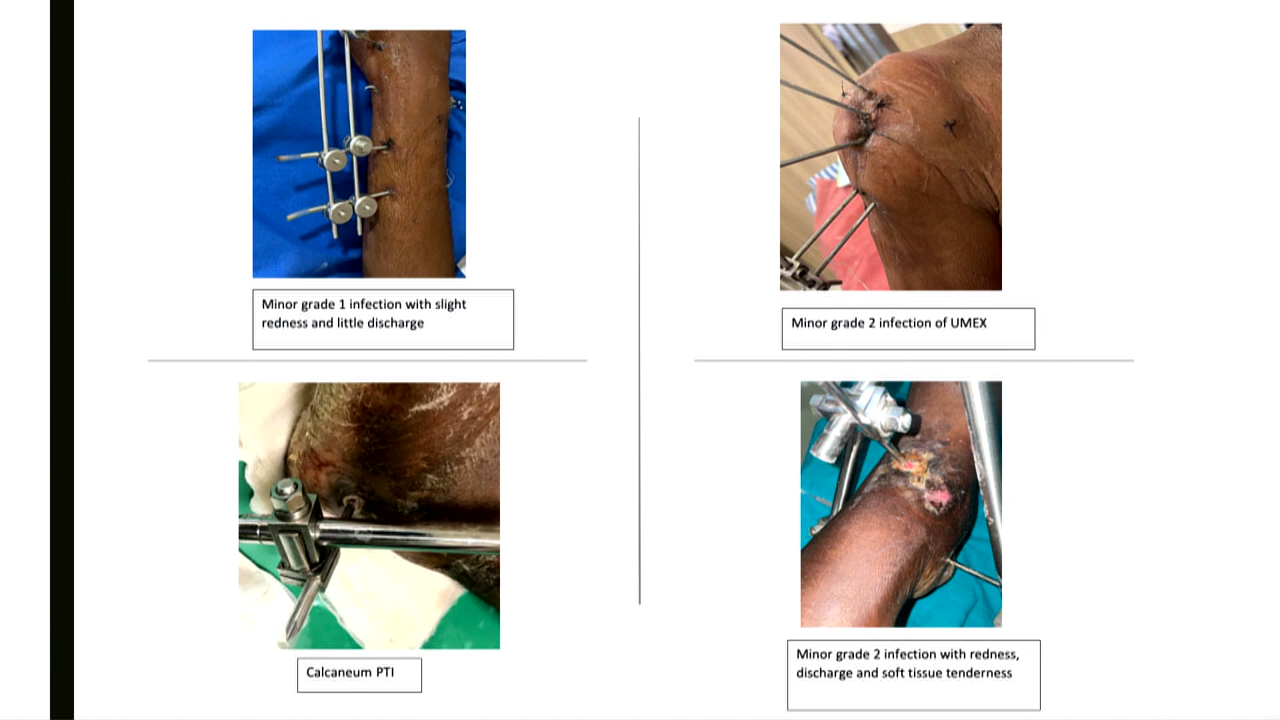 Minor grade 1 infection with slight
redness and little discharge
Minor grade 2 infection of UMEX
Calcaneum PTI
Minor grade 2 infection with redness,
discharge and soft tissue tenderness